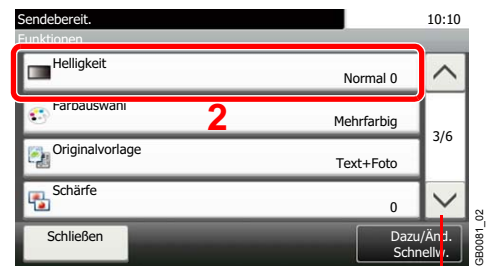 Sendebereit.
10:10
Funktionen
Helligkeit
Normal 0
Farbauswahl
2
Mehrfarbig
3/6
Originalvorlage
Text+Foto
Schärfe
0
Schließen
Dazu/Änd.
Schnellw.
GB0081_02